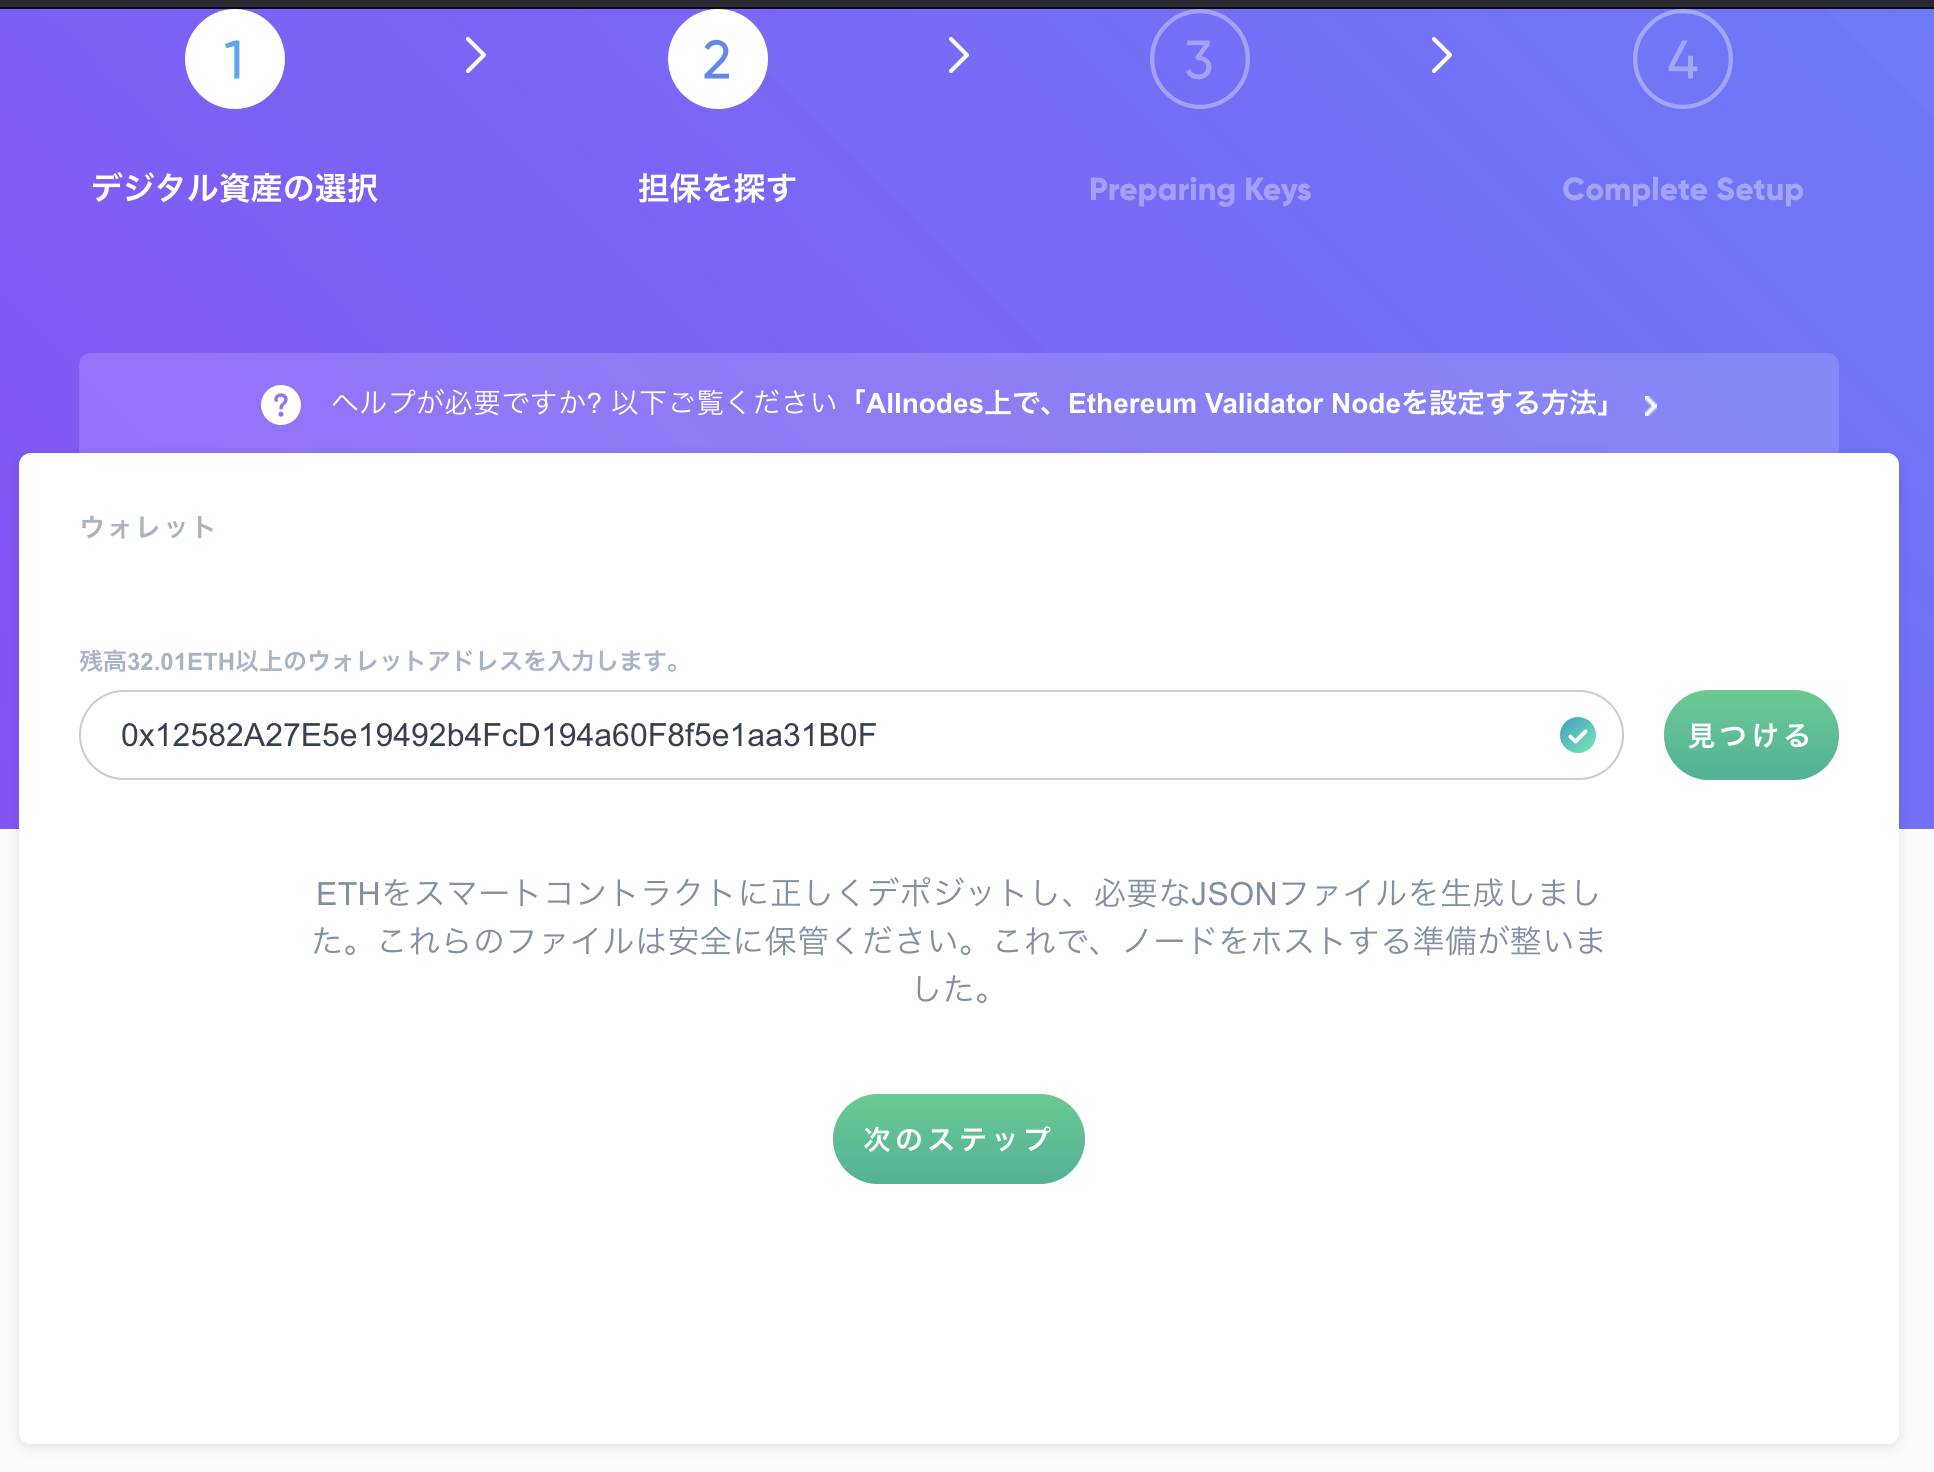 1
2
3
4
デジタル資産の選択
担保を探す
Preparing Keys
Complete Setup
? ヘルプが必要ですか? 以下ご覧ください「Allnodes上で、Ethereum Validator Nodeを設定する方法」
ウォレット
残高32.01ETH以上のウォレットアドレスを入力します。
0x12582A27E5e19492b4FcD194a60F8f5e1aa31B0F
見つける
ETHをスマートコントラクトに正しくデポジットし、必要なJSONファイルを生成しまし
た。これらのファイルは安全に保管ください。これで、ノードをホストする準備が整いま
した。
次のステップ